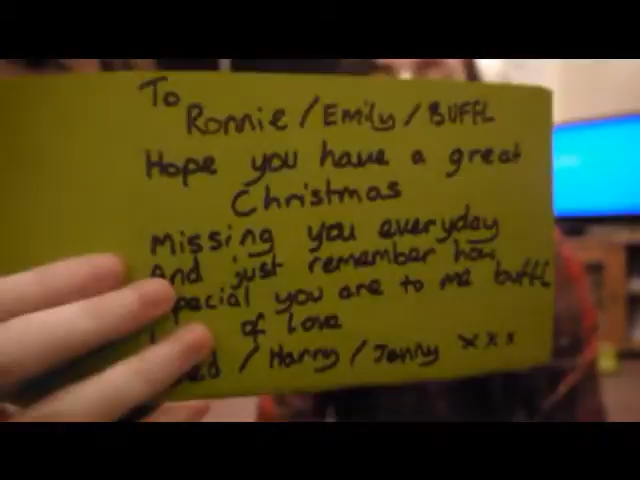 To
Ronnie / Emily / BUFFL
Hope you have a great
Christmas
Missing you everyday
And just remember how
special you are to me buffL
of love
/ Harry / Jenny xxx